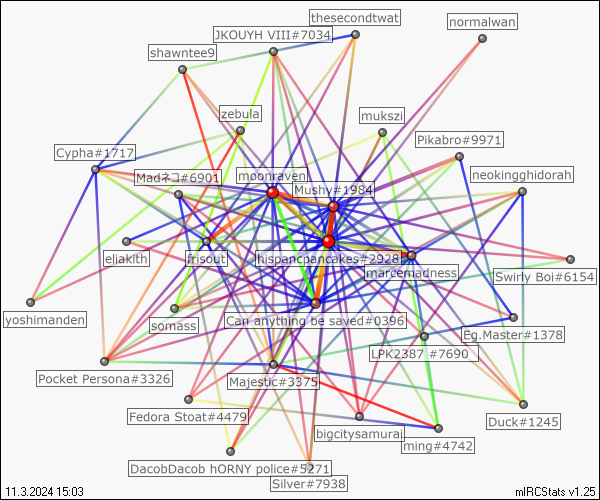 thesecondtwat
normalwan
JKOUYH VIII#7034
shawntee9
zebula
mukszi
Pikabro#9971
Cypha#1717
moonraven
neokingghidorah
Madネコ#6901
Mushy#1984
eliakith
frisout
hispancpancakes#2928
marcemadness
Swirly Boi#6154
yoshimanden
somass
Can anything be saved#0396
Eg.Master#1378
LPK2387 #7690
Pocket Persona#3326
Majestic#3375
Fedora Stoat#4479
bigcitysamurai
Duck#1245
ming#4742
DacobDacob hORNY police#5271
Silver#7938
11.3.2024 15:03
mIRCStats v1.25